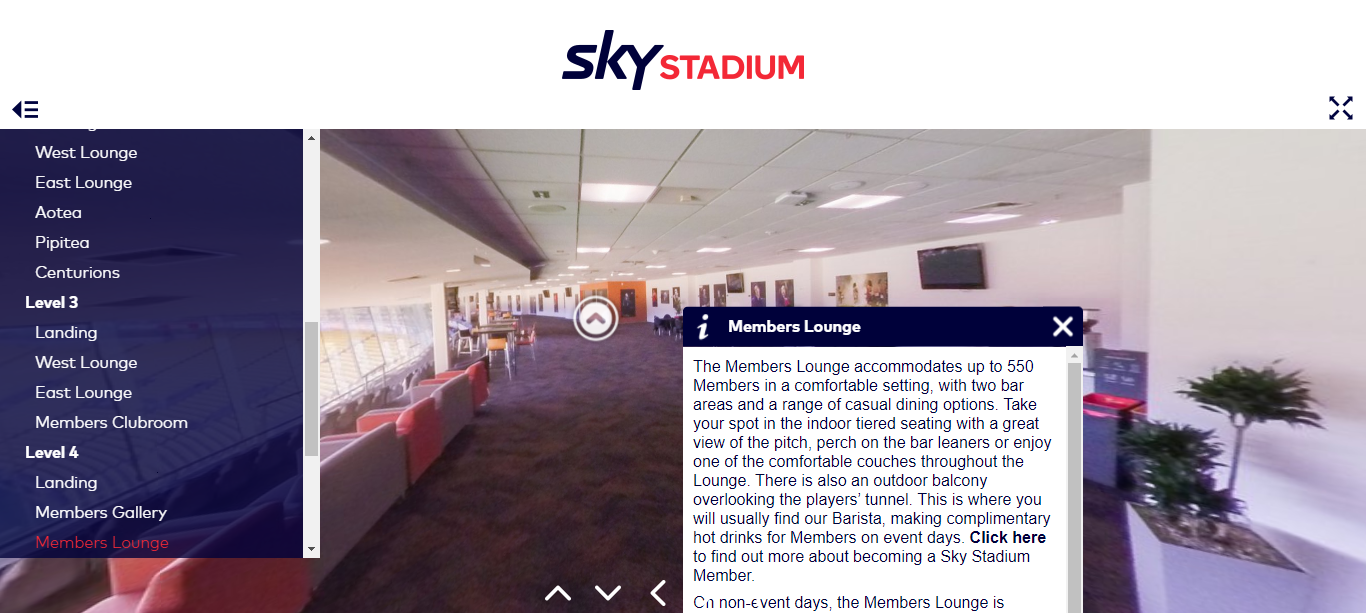 sky STADIUM
West Lounge
East Lounge
Aotea
Pipitea
Centurions
Level 3
Landing
West Lounge
East Lounge
Members Clubroom
Level 4
Landing
Members Gallery
Members Lounge
i Members Lounge
The Members Lounge accommodates up to 550
Members in a comfortable setting, with two bar
areas and a range of casual dining options. Take
your spot in the indoor tiered seating with a great
view of the pitch, perch on the bar leaners or enjoy
one of the comfortable couches throughout the
Lounge. There is also an outdoor balcony
overlooking the players’ tunnel. This is where you
will usually find our Barista, making complimentary
hot drinks for Members on event days. Click here
to find out more about becoming a Sky Stadium
Member.
On non-event days, the Members Lounge is